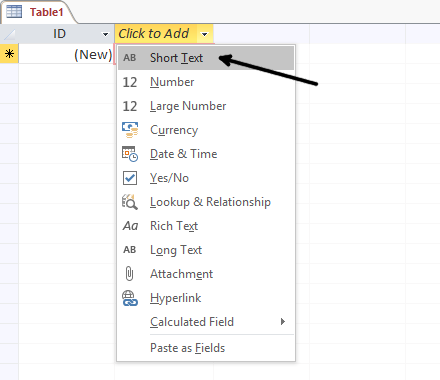 Table1
ID Click to Add
(New)
AB Short Text
12 Number
12 Large Number
Currency
Date & Time
Yes/No
Lookup & Relationship
Aa Rich Text
AB Long Text
Attachment
Hyperlink
Calculated Field
Paste as Fields